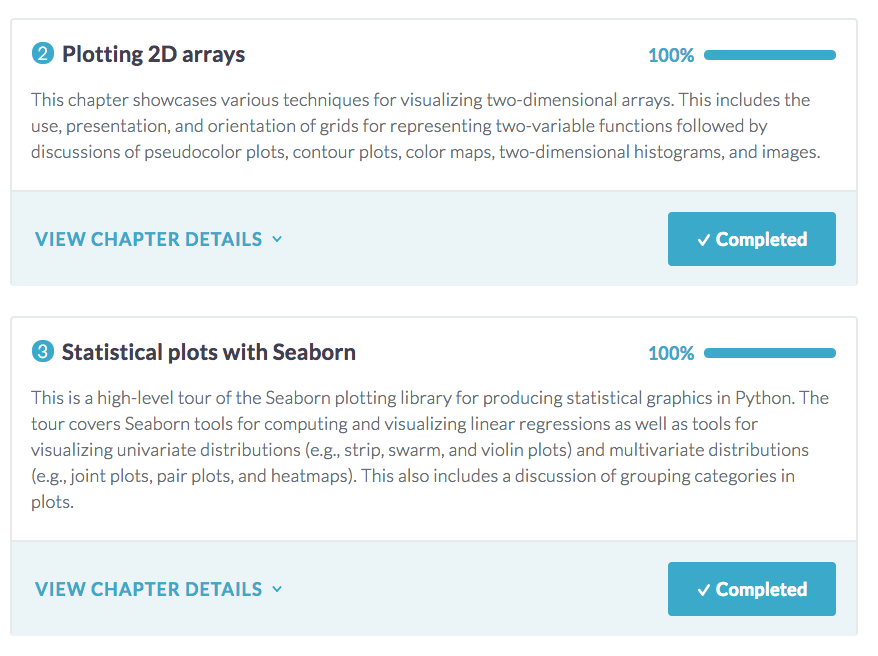 2 Plotting 2D arrays 100%
This chapter showcases various techniques for visualizing two-dimensional arrays. This includes the
use, presentation, and orientation of grids for representing two-variable functions followed by
discussions of pseudocolor plots, contour plots, color maps, two-dimensional histograms, and images.
VIEW CHAPTER DETAILS ✓ Completed
3 Statistical plots with Seaborn 100%
This is a high-level tour of the Seaborn plotting library for producing statistical graphics in Python. The
tour covers Seaborn tools for computing and visualizing linear regressions as well as tools for
visualizing univariate distributions (e.g., strip, swarm, and violin plots) and multivariate distributions
(e.g., joint plots, pair plots, and heatmaps). This also includes a discussion of grouping categories in
plots.
VIEW CHAPTER DETAILS ✓ Completed